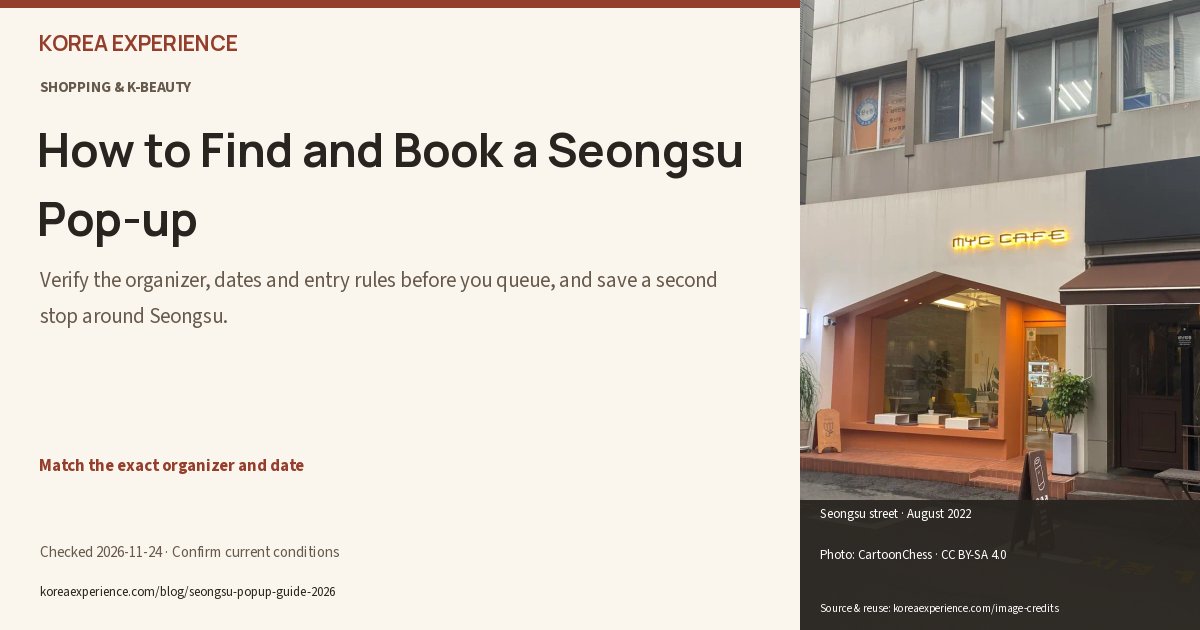 KOREA EXPERIENCE
SHOPPING & K-BEAUTY
How to Find and Book a Seongsu
Pop-up
Verify the organizer, dates and entry rules before you queue, and save a second
stop around Seongsu.
Match the exact organizer and date
Checked 2026-11-24 · Confirm current conditions
koreaexperience.com/blog/seongsu-popup-guide-2026
MYC CAFE
Seongsu street · August 2022
Photo: CartoonChess · CC BY-SA 4.0
Source & reuse: koreaexperience.com/image-credits